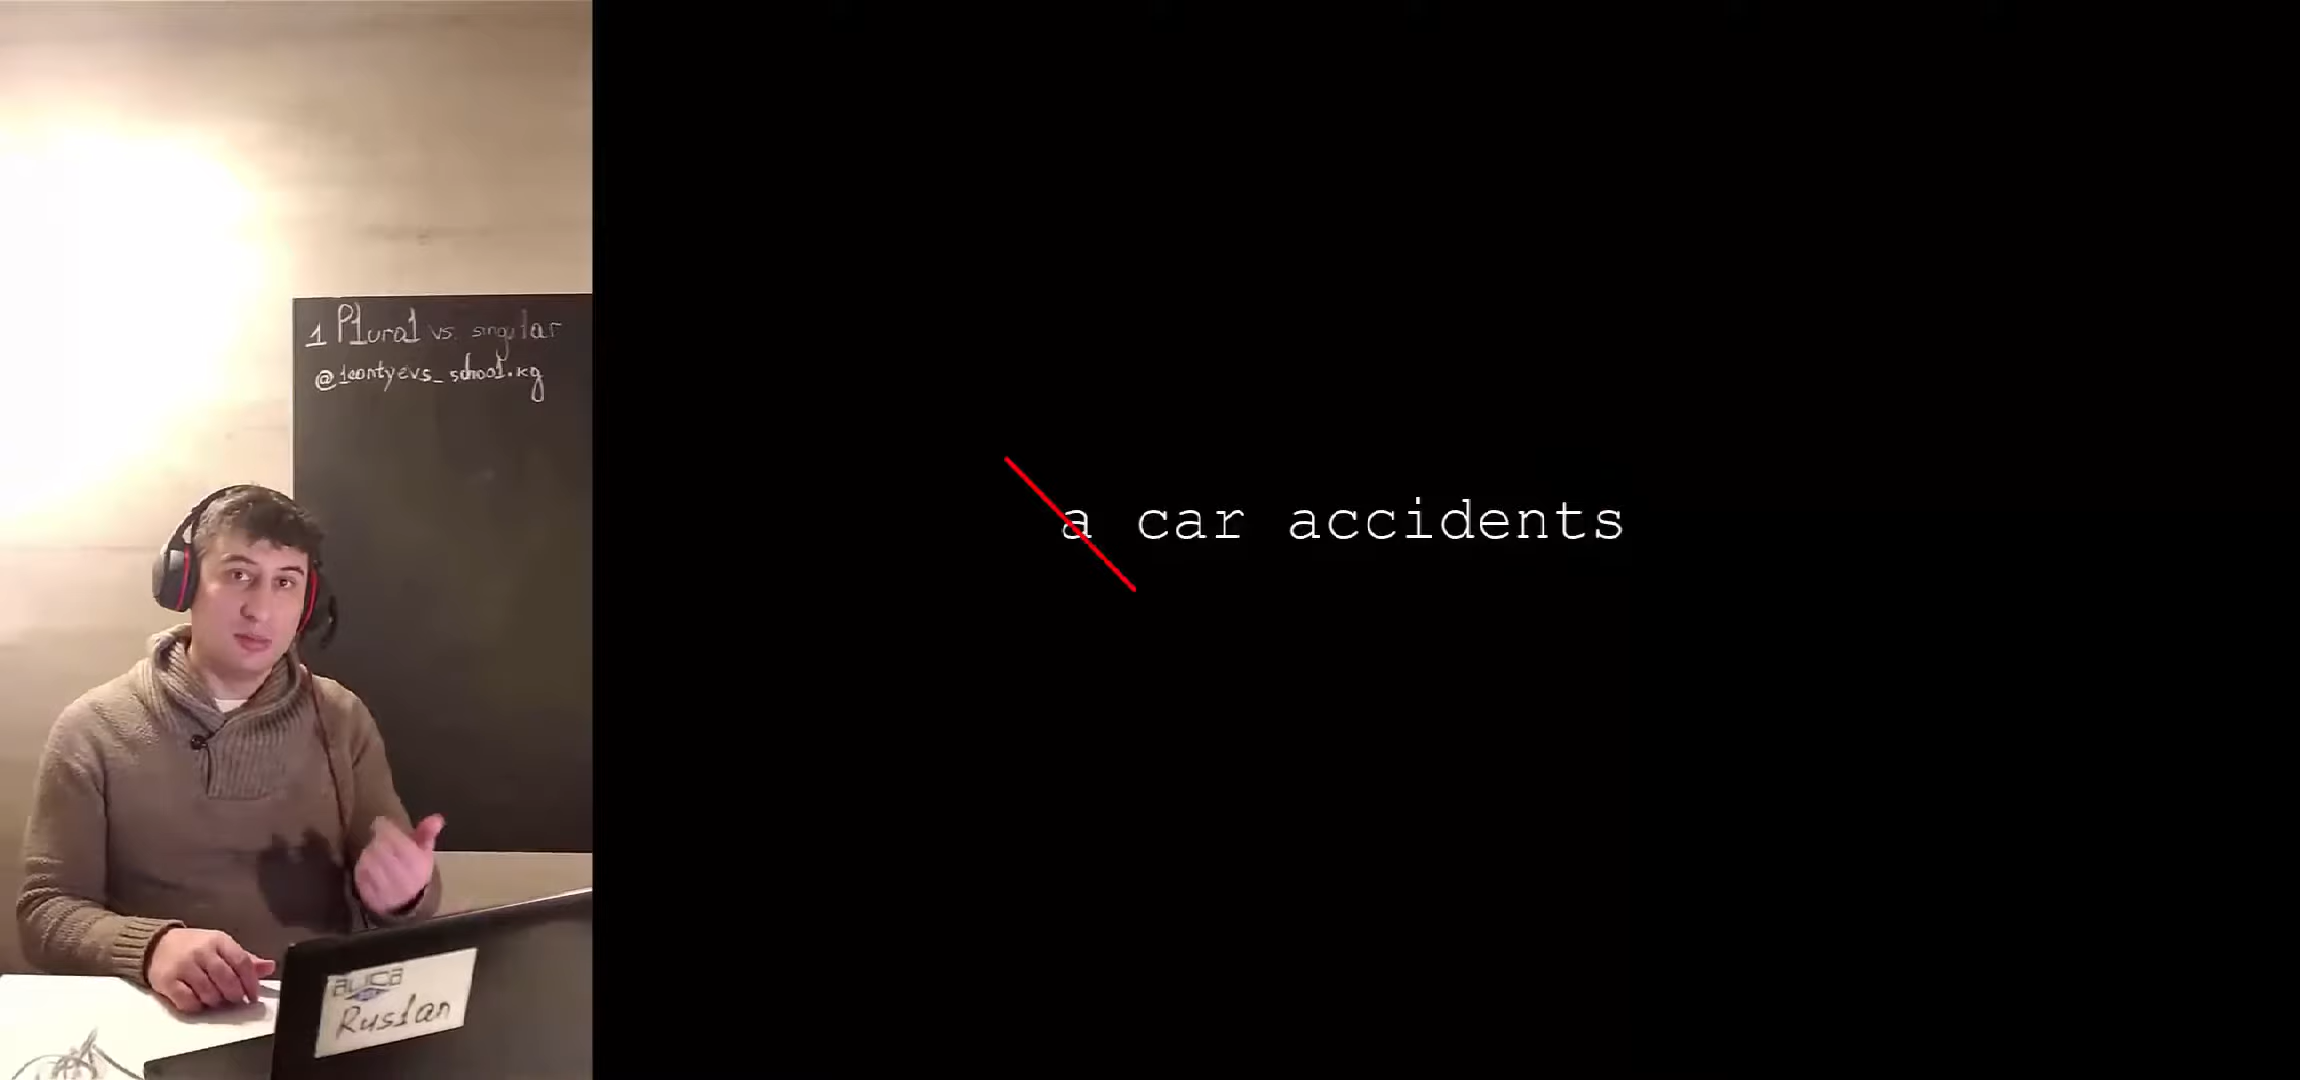 1 Plural vs. singular
@leontyevs_school.kg
a car accidents
alica
Ruslan